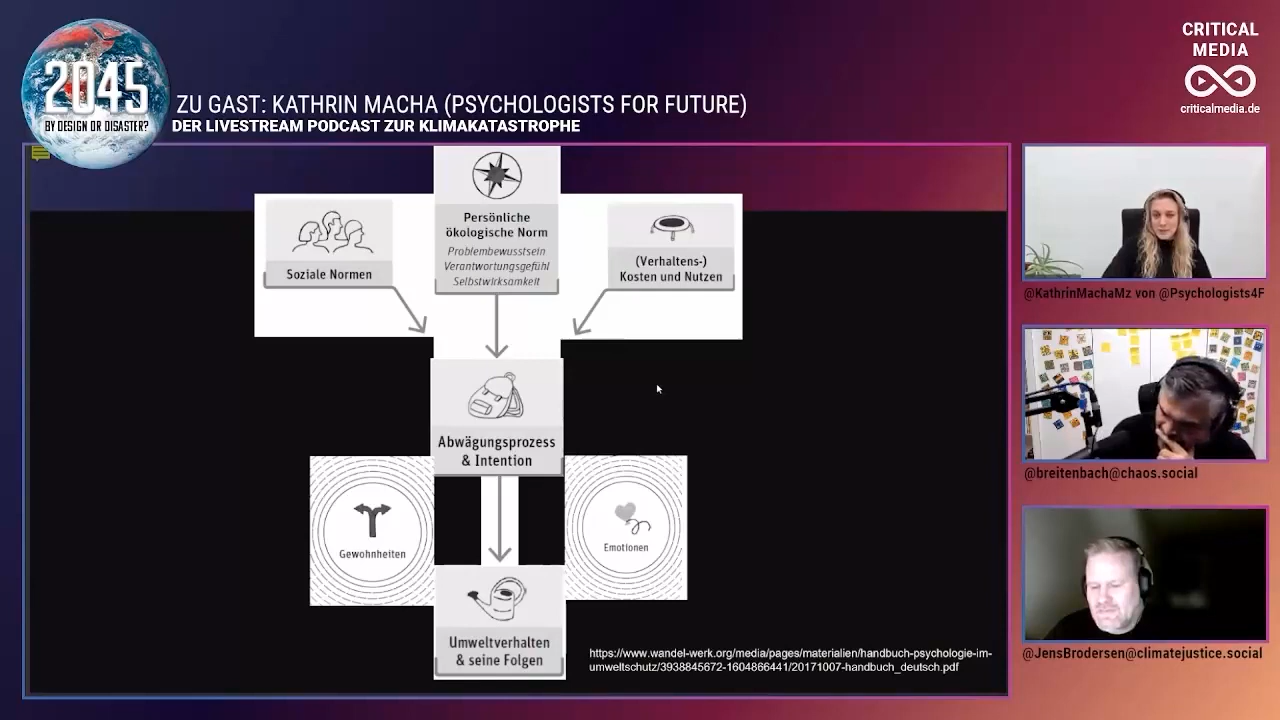 2045
BY DESIGN OR DISASTER?
ZU GAST: KATHRIN MACHA (PSYCHOLOGISTS FOR FUTURE)
DER LIVESTREAM PODCAST ZUR KLIMAKATASTROPHE
CRITICAL
MEDIA
criticalmedia.de
Soziale Normen
Persönliche
ökologische Norm
Problembewusstsein
Verantwortungsgefühl
Selbstwirksamkeit
(Verhaltens-)
Kosten und Nutzen
Abwägungsprozess
& Intention
Gewohnheiten
Emotionen
Umweltverhalten
& seine Folgen
https://www.wandel-werk.org/media/pages/materialien/handbuch-psychologie-im-
umweltschutz/3938845672-1604866441/20171007-handbuch_deutsch.pdf
@KathrinMachaMz von @Psychologists4F
@breitenbach@chaos.social
@JensBrodersen@climatejustice.social